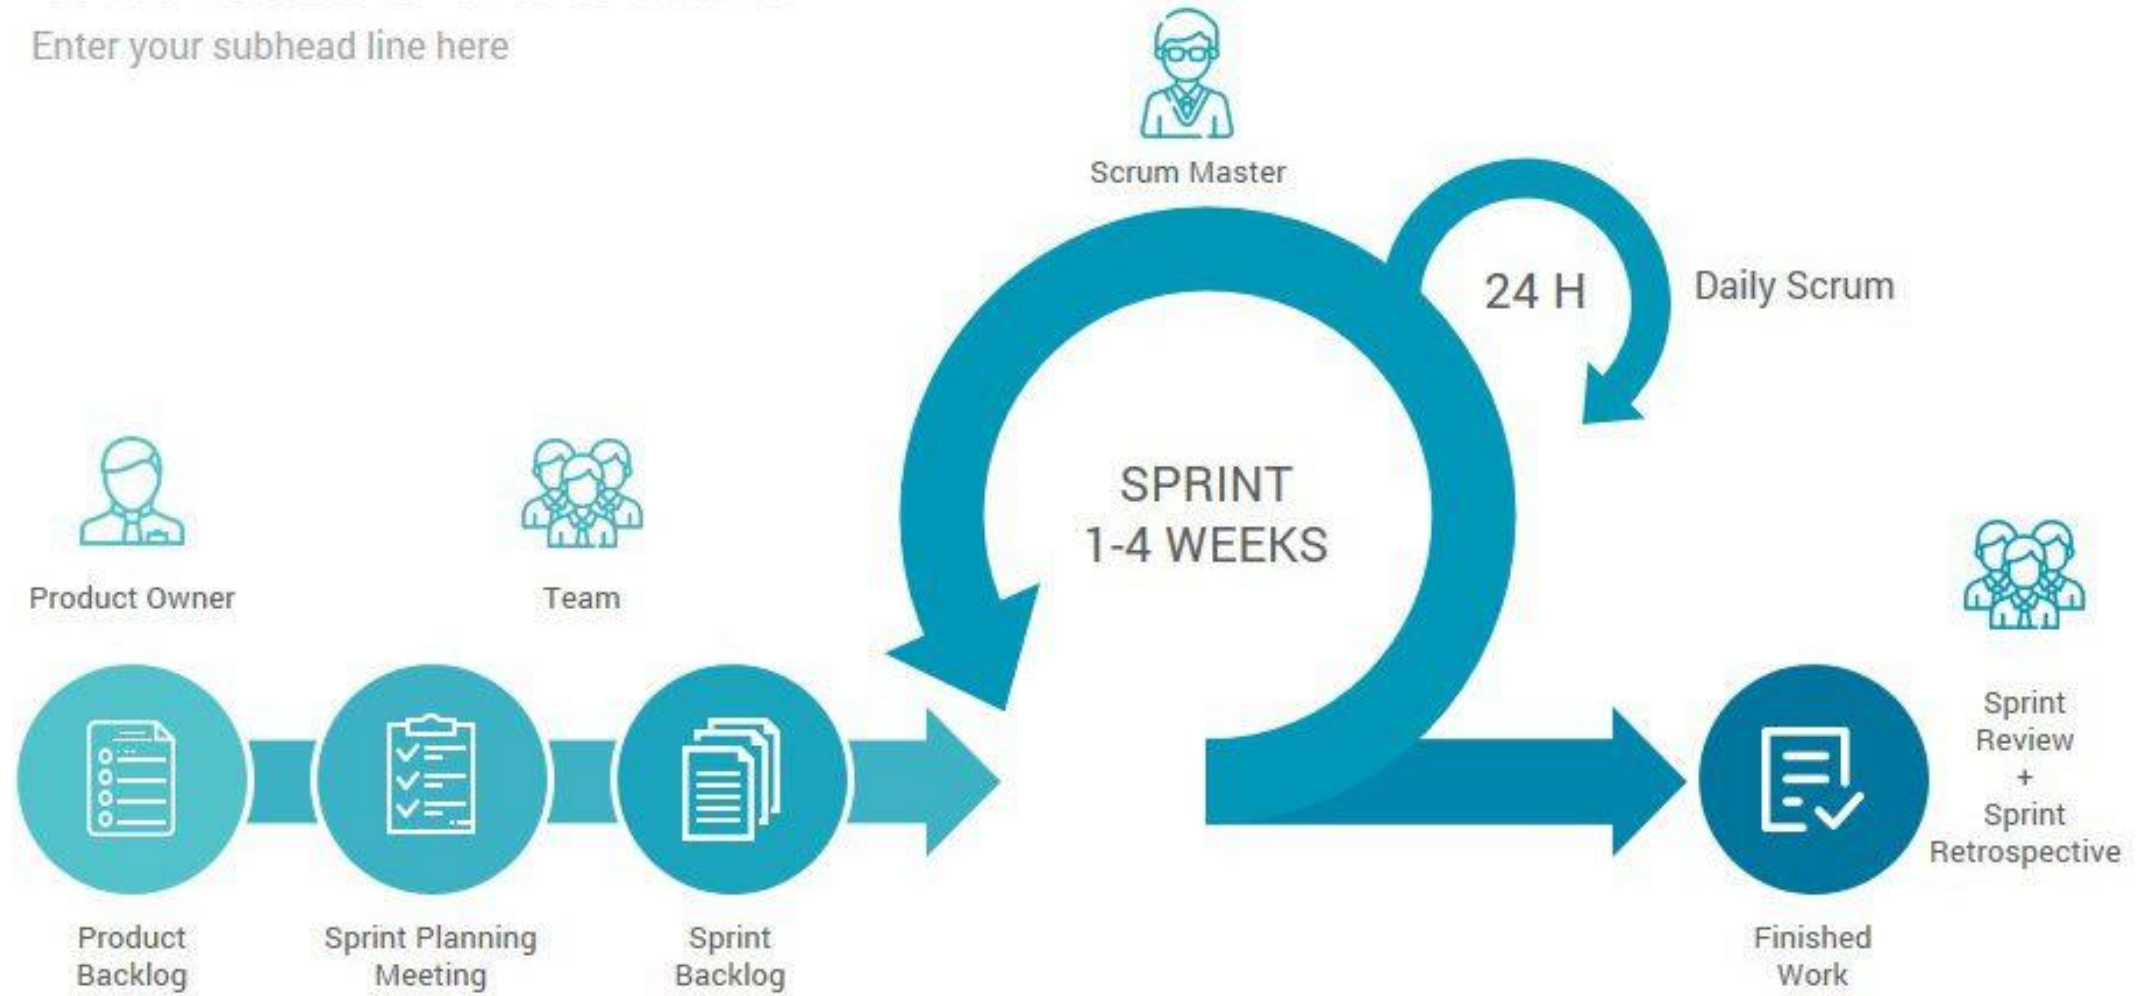 Enter your subhead line here
Scrum Master
24 H
Daily Scrum
SPRINT
1-4 WEEKS
Product Owner
Team
Sprint
Review
+
Sprint
Retrospective
Product
Backlog
Sprint Planning
Meeting
Sprint
Backlog
Finished
Work